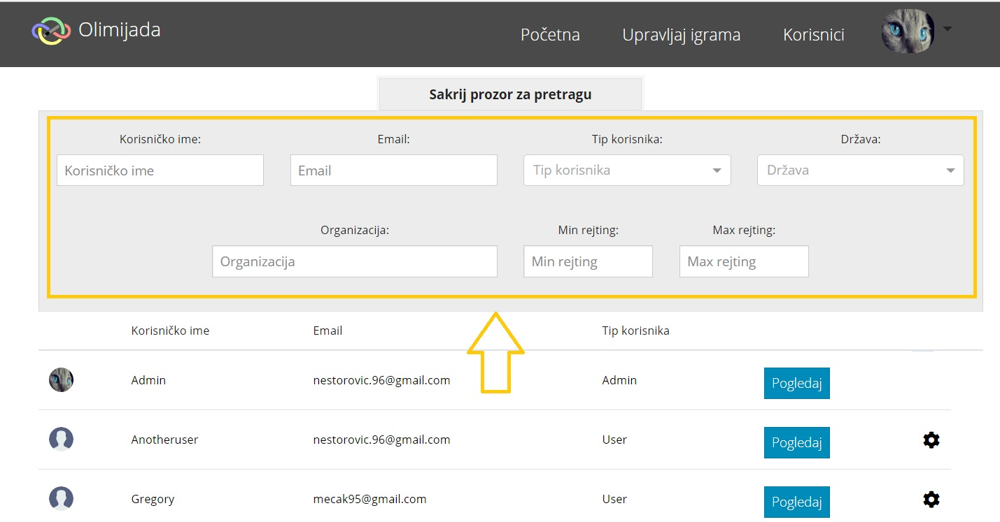 Olimijada
Početna Upravljaj igrama Korisnici
Sakrij prozor za pretragu
Korisničko ime: Email: Tip korisnika: Država:
Korisničko ime Email Tip korisnika Država
Organizacija: Min rejting: Max rejting:
Organizacija Min rejting Max rejting
Korisničko ime Email Tip korisnika
Admin nestorovic.96@gmail.com Admin Pogledaj
Anotheruser nestorovic.96@gmail.com User Pogledaj
Gregory mecak95@gmail.com User Pogledaj